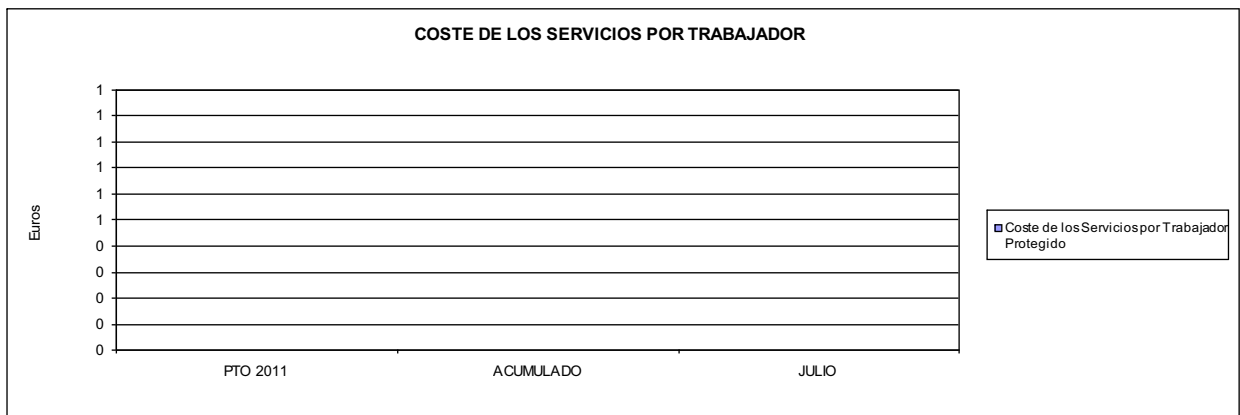 COSTE DE LOS SERVICIOS POR TRABAJADOR
1
1
1
1
1
1
0
0
0
0
0
Euros
PTO 2011
ACUMULADO
JULIO
Coste de los Servicios por Trabajador
Protegido